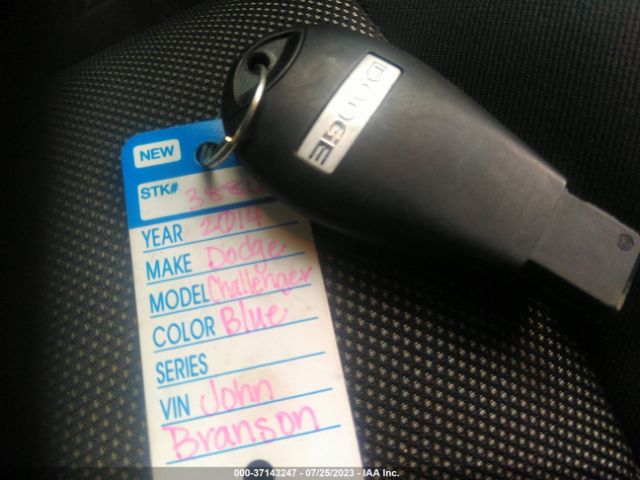 DODGE
NEW
STK#
YEAR 2014
MAKE Dodge
MODEL Challenger
COLOR Blue
SERIES
VIN John
Branson
000-37143247 - 07/25/2023 - IAA Inc.